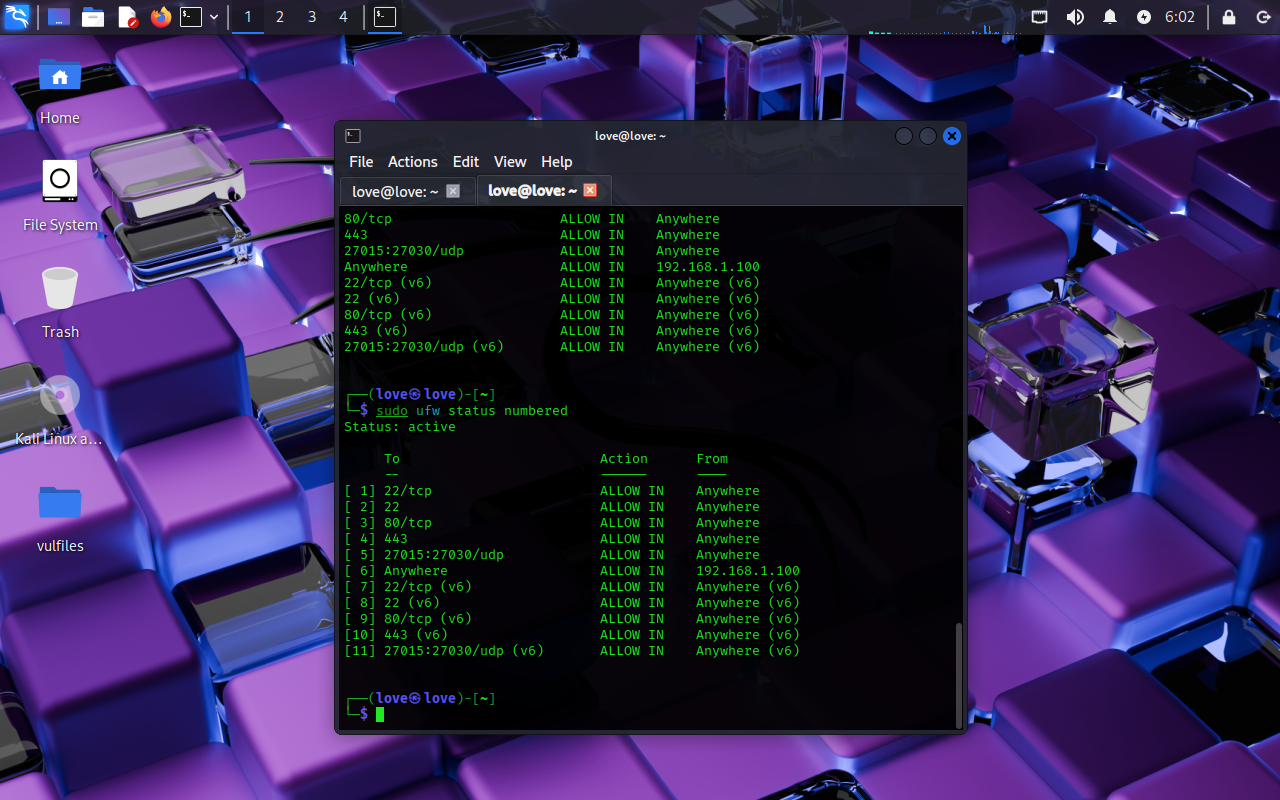 1 2 3 4 6:02
Home
File System
Trash
Kali Linux a...
vulfiles
love@love: ~
File Actions Edit View Help
love@love: ~ love@love: ~
80/tcp ALLOW IN Anywhere
443 ALLOW IN Anywhere
27015:27030/udp ALLOW IN Anywhere
Anywhere ALLOW IN 192.168.1.100
22/tcp (v6) ALLOW IN Anywhere (v6)
22 (v6) ALLOW IN Anywhere (v6)
80/tcp (v6) ALLOW IN Anywhere (v6)
443 (v6) ALLOW IN Anywhere (v6)
27015:27030/udp (v6) ALLOW IN Anywhere (v6)
┌──(love㉿love)-[~]
└─$ sudo ufw status numbered
Status: active
To Action From
-- ------ ----
[ 1] 22/tcp ALLOW IN Anywhere
[ 2] 22 ALLOW IN Anywhere
[ 3] 80/tcp ALLOW IN Anywhere
[ 4] 443 ALLOW IN Anywhere
[ 5] 27015:27030/udp ALLOW IN Anywhere
[ 6] Anywhere ALLOW IN 192.168.1.100
[ 7] 22/tcp (v6) ALLOW IN Anywhere (v6)
[ 8] 22 (v6) ALLOW IN Anywhere (v6)
[ 9] 80/tcp (v6) ALLOW IN Anywhere (v6)
[10] 443 (v6) ALLOW IN Anywhere (v6)
[11] 27015:27030/udp (v6) ALLOW IN Anywhere (v6)
┌──(love㉿love)-[~]
└─$